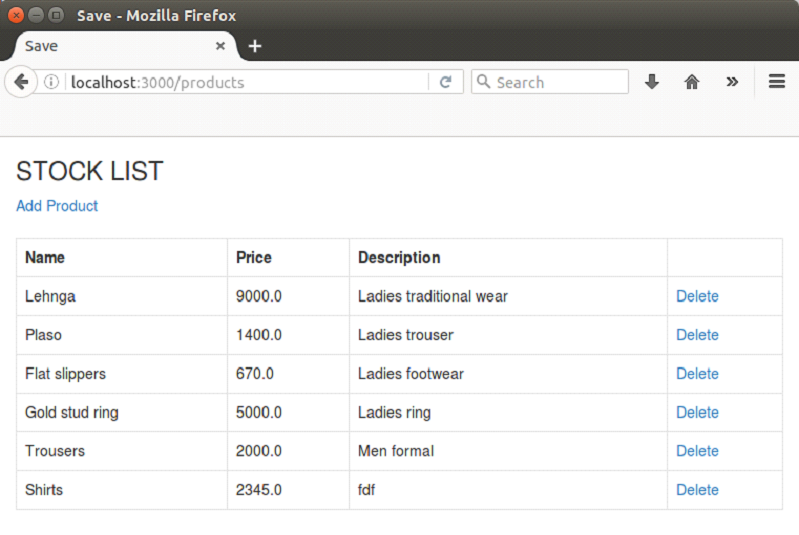 Save - Mozilla Firefox
Save
localhost:3000/products
Search
STOCK LIST
Add Product
Name Price Description
Lehnga 9000.0 Ladies traditional wear Delete
Plaso 1400.0 Ladies trouser Delete
Flat slippers 670.0 Ladies footwear Delete
Gold stud ring 5000.0 Ladies ring Delete
Trousers 2000.0 Men formal Delete
Shirts 2345.0 fdf Delete